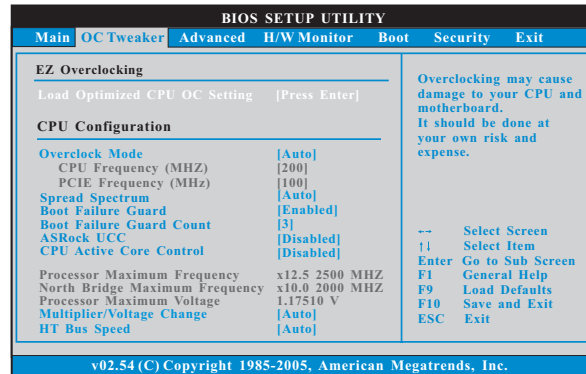 BIOS SETUP UTILITY
Main OC Tweaker Advanced H/W Monitor Boot Security Exit
EZ Overclocking
Load Optimized CPU OC Setting [Press Enter]
CPU Configuration
Overclock Mode [Auto]
CPU Frequency (MHZ) [200]
PCIE Frequency (MHz) [100]
Spread Spectrum [Auto]
Boot Failure Guard [Enabled]
Boot Failure Guard Count [3]
ASRock UCC [Disabled]
CPU Active Core Control [Disabled]
Processor Maximum Frequency x12.5 2500 MHZ
North Bridge Maximum Frequency x10.0 2000 MHZ
Processor Maximum Voltage 1.17510 V
Multiplier/Voltage Change [Auto]
HT Bus Speed [Auto]
Overclocking may cause
damage to your CPU and
motherboard.
It should be done at
your own risk and
expense.
←→ Select Screen
↑↓ Select Item
Enter Go to Sub Screen
F1 General Help
F9 Load Defaults
F10 Save and Exit
ESC Exit
v02.54 (C) Copyright 1985-2005, American Megatrends, Inc.